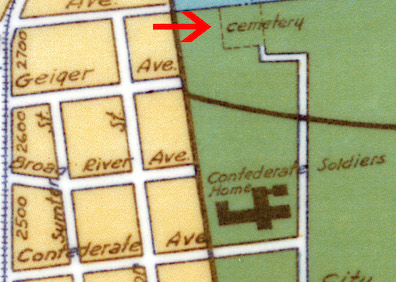 Ave.
cemetery
2700
Geiger Ave.
2600
St.
St.
Broad River Ave.
Confederate Soldiers
Home
2500
Sumter
Confederate Ave
City